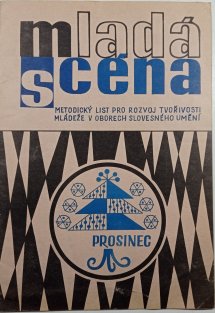 mladá
scéna
METODICKÝ LIST PRO ROZVOJ TVOŘIVOSTI
MLÁDEŽE V OBORECH SLOVESNÉHO UMĚNÍ
PROSINEC